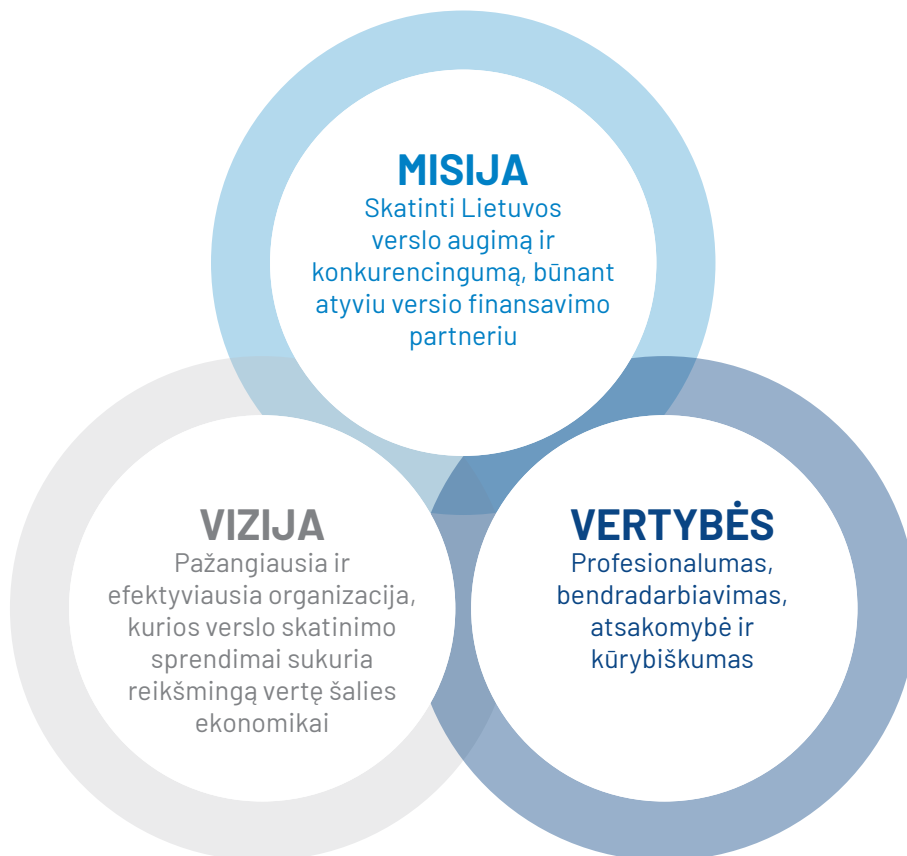 MISIJA
Skatinti Lietuvos
verslo augimą ir
konkurencingumą, būnant
atyviu versio finansavimo
partneriu
VIZIJA
Pažangiausia ir
efektyviausia organizacija,
kurios verslo skatinimo
sprendimai sukuria
reikšmingą vertę šalies
ekonomikai
VERTYBĖS
Profesionalumas,
bendradarbiavimas,
atsakomybė ir
kūrybiškumas